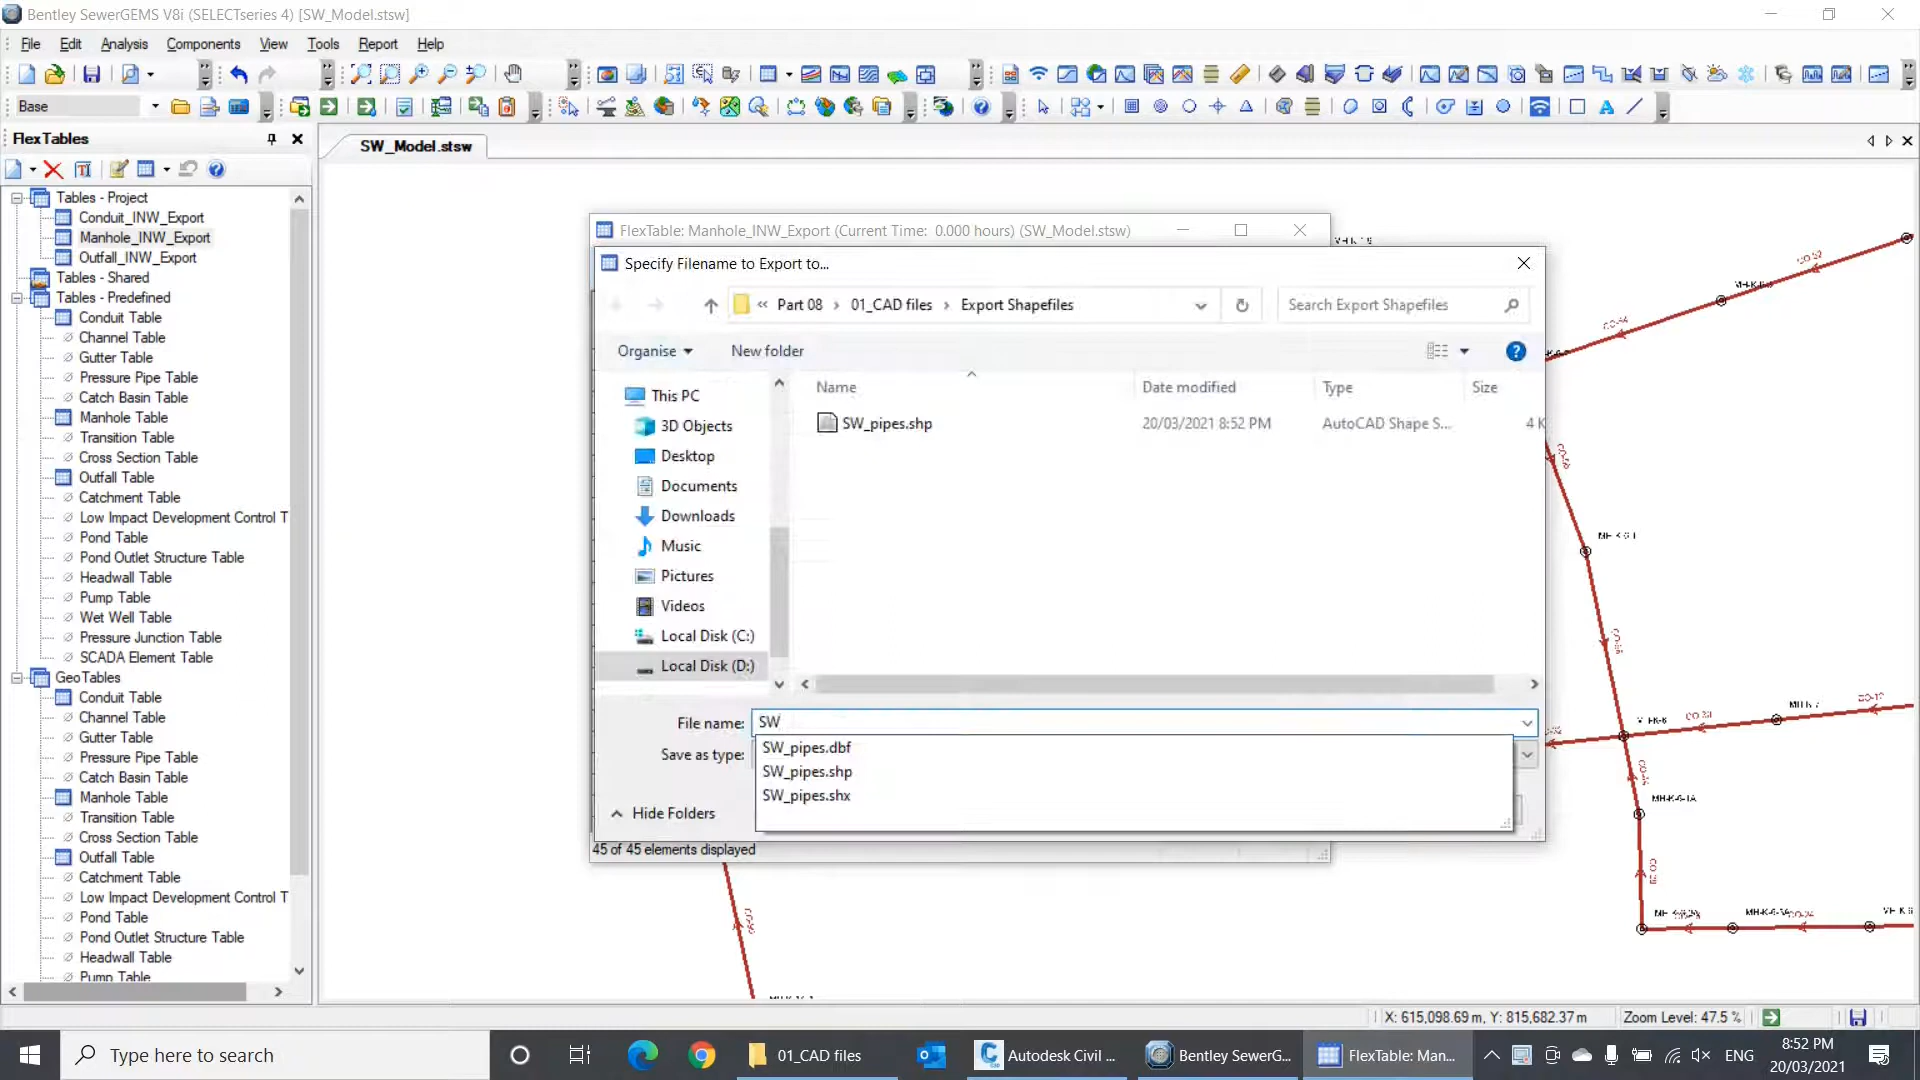 Bentley SewerGEMS V8i (SELECTseries 4) [SW_Model.stsw]
File Edit Analysis Components View Tools Report Help
Base
FlexTables
SW_Model.stsw
Tables - Project
Conduit_INW_Export
Manhole_INW_Export
Outfall_INW_Export
Tables - Shared
Tables - Predefined
Conduit Table
Channel Table
Gutter Table
Pressure Pipe Table
Catch Basin Table
Manhole Table
Transition Table
Cross Section Table
Outfall Table
Catchment Table
Low Impact Development Control T
Pond Table
Pond Outlet Structure Table
Headwall Table
Pump Table
Wet Well Table
Pressure Junction Table
SCADA Element Table
GeoTables
Conduit Table
Channel Table
Gutter Table
Pressure Pipe Table
Catch Basin Table
Manhole Table
Transition Table
Cross Section Table
Outfall Table
Catchment Table
Low Impact Development Control T
Pond Table
Pond Outlet Structure Table
Headwall Table
Pump Table
FlexTable: Manhole_INW_Export (Current Time: 0.000 hours) (SW_Model.stsw)
Specify Filename to Export to...
« Part 08 › 01_CAD files › Export Shapefiles
Search Export Shapefiles
Organise New folder
This PC
3D Objects
Desktop
Documents
Downloads
Music
Pictures
Videos
Local Disk (C:)
Local Disk (D:)
Name Date modified Type Size
SW_pipes.shp 20/03/2021 8:52 PM AutoCAD Shape S... 4 K
File name: SW
Save as type:
SW_pipes.dbf
SW_pipes.shp
SW_pipes.shx
Hide Folders
45 of 45 elements displayed
MH-K-6-1A
X: 615,098.69 m, Y: 815,682.37 m Zoom Level: 47.5 %
Type here to search
01_CAD files
Autodesk Civil ...
Bentley SewerG...
FlexTable: Man...
ENG
8:52 PM
20/03/2021